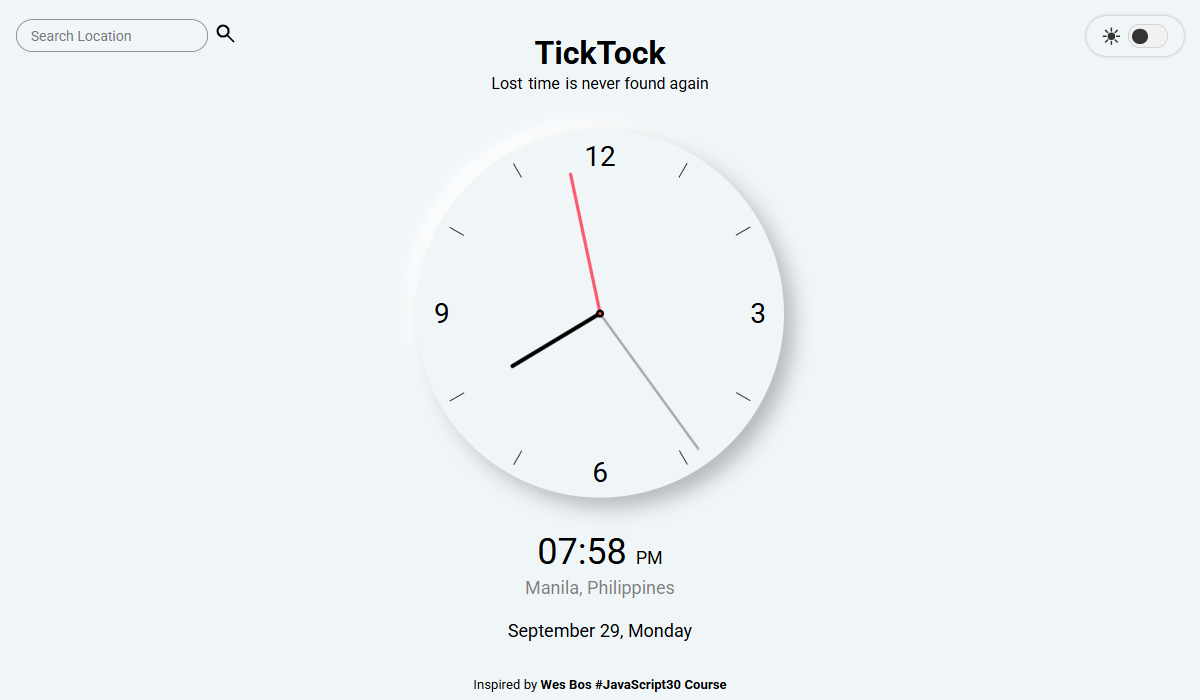 Search Location
TickTock
Lost time is never found again
12
9
3
6
07:58 PM
Manila, Philippines
September 29, Monday
Inspired by Wes Bos #JavaScript30 Course